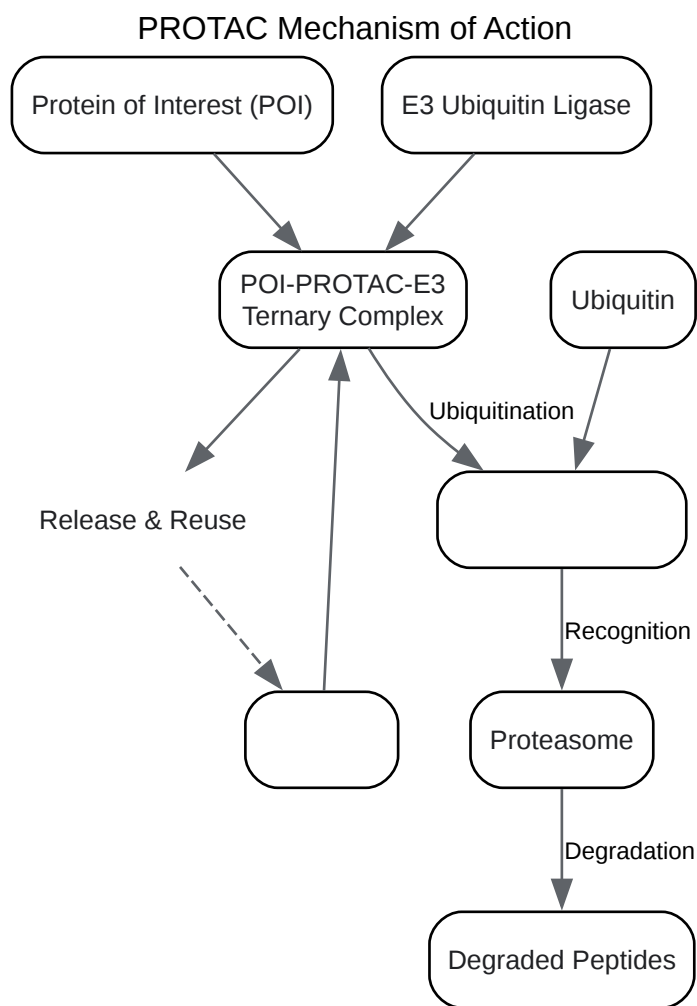 PROTAC Mechanism of Action
Protein of Interest (POI)
E3 Ubiquitin Ligase
POI-PROTAC-E3
Ternary Complex
Ubiquitin
Ubiquitination
Release & Reuse
Recognition
Proteasome
Degradation
Degraded Peptides